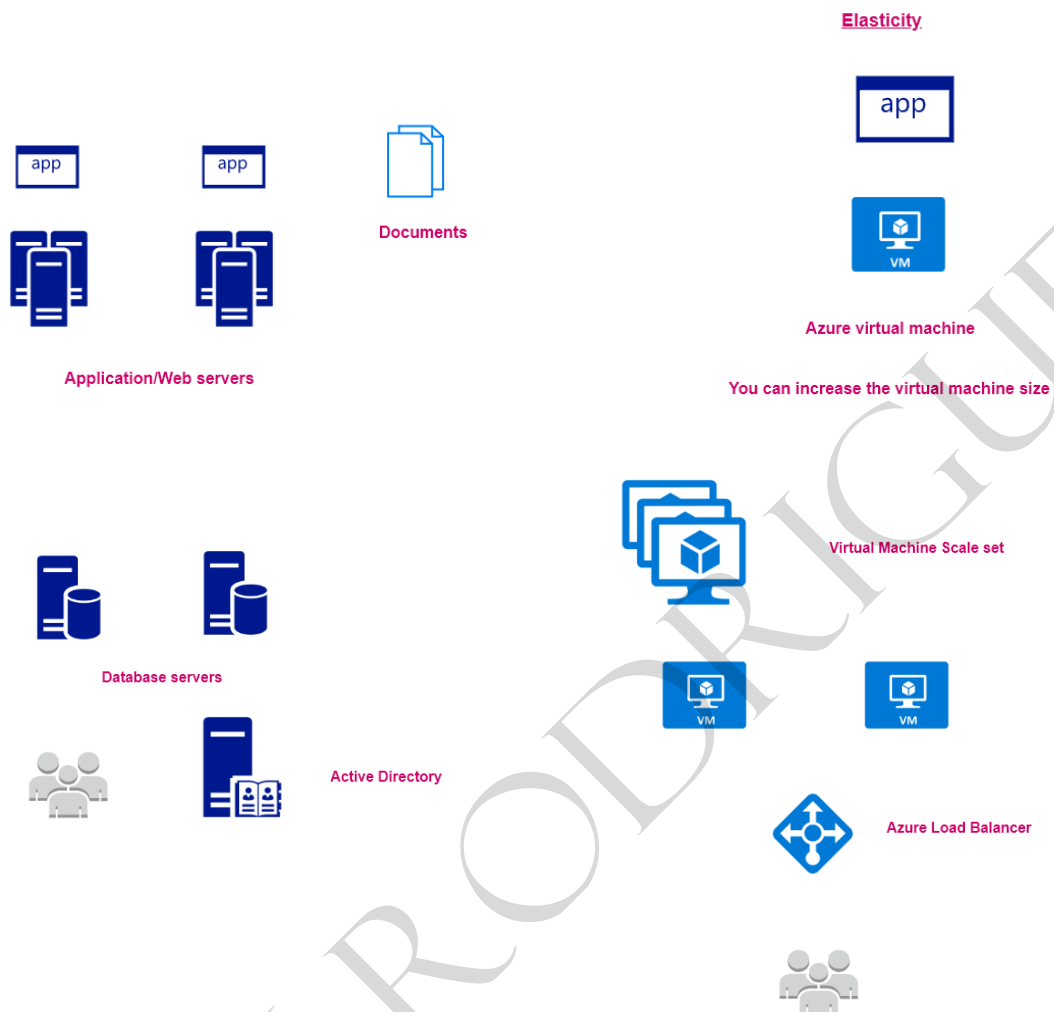 Elasticity
app
app
app
Documents
VM
Azure virtual machine
Application/Web servers
You can increase the virtual machine size
Virtual Machine Scale set
Database servers
VM
VM
Active Directory
Azure Load Balancer
RODRIGU